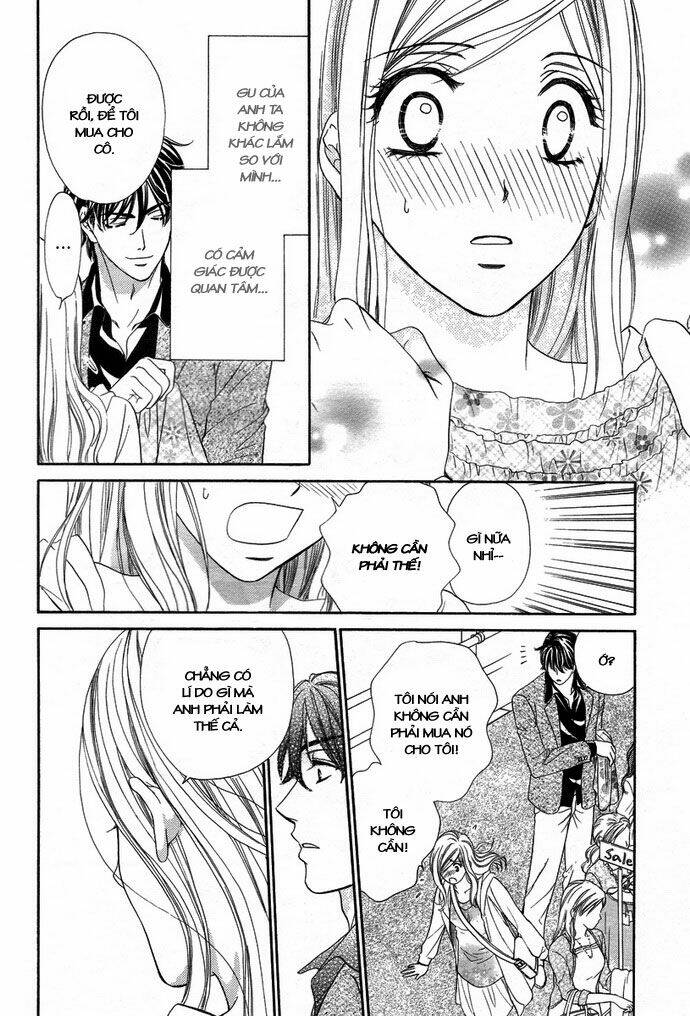 GU CỦA
ANH TA
KHÔNG
KHÁC LẮM
SO VỚI
MÌNH...
CÓ CẢM
GIÁC ĐƯỢC
QUAN TÂM...
ĐƯỢC
RỒI, ĐỂ TÔI
MUA CHO
CÔ.
...
GÌ NỮA
NHỈ--
KHÔNG CẦN
PHẢI THẾ!
Ớ?
TÔI NÓI ANH
KHÔNG CẦN
PHẢI MUA NÓ
CHO TÔI!
TÔI
KHÔNG
CẦN!
Sale
CHẲNG CÓ
LÍ DO GÌ MÀ
ANH PHẢI LÀM
THẾ CẢ.